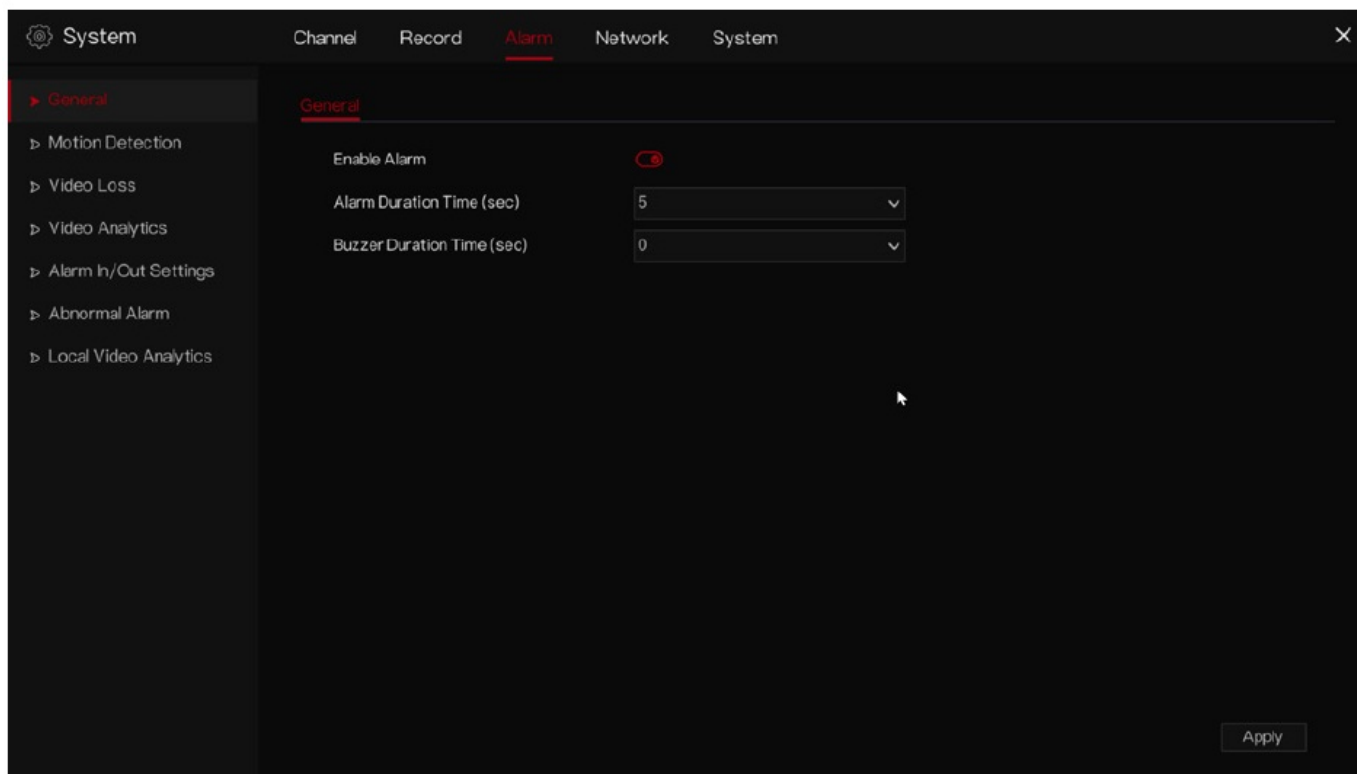 System
Channel Record Alarm Network System
General
Motion Detection
Video Loss
Video Analytics
Alarm In/Out Settings
Abnormal Alarm
Local Video Analytics
General
Enable Alarm
Alarm Duration Time (sec) 5
Buzzer Duration Time (sec) 0
Apply